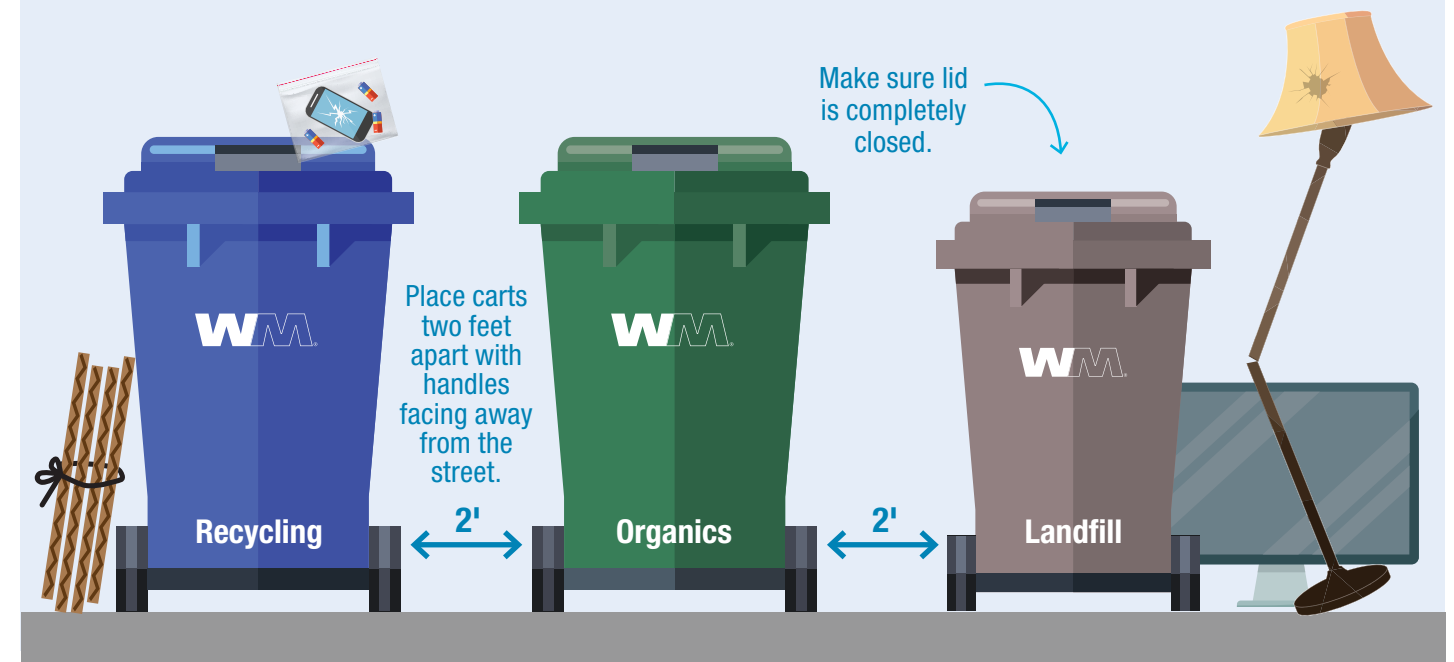 Make sure lid
is completely
closed.
WM
WM
WM
Place carts
two feet
apart with
handles
facing away
from the
street.
2'
2'
Recycling
Organics
Landfill